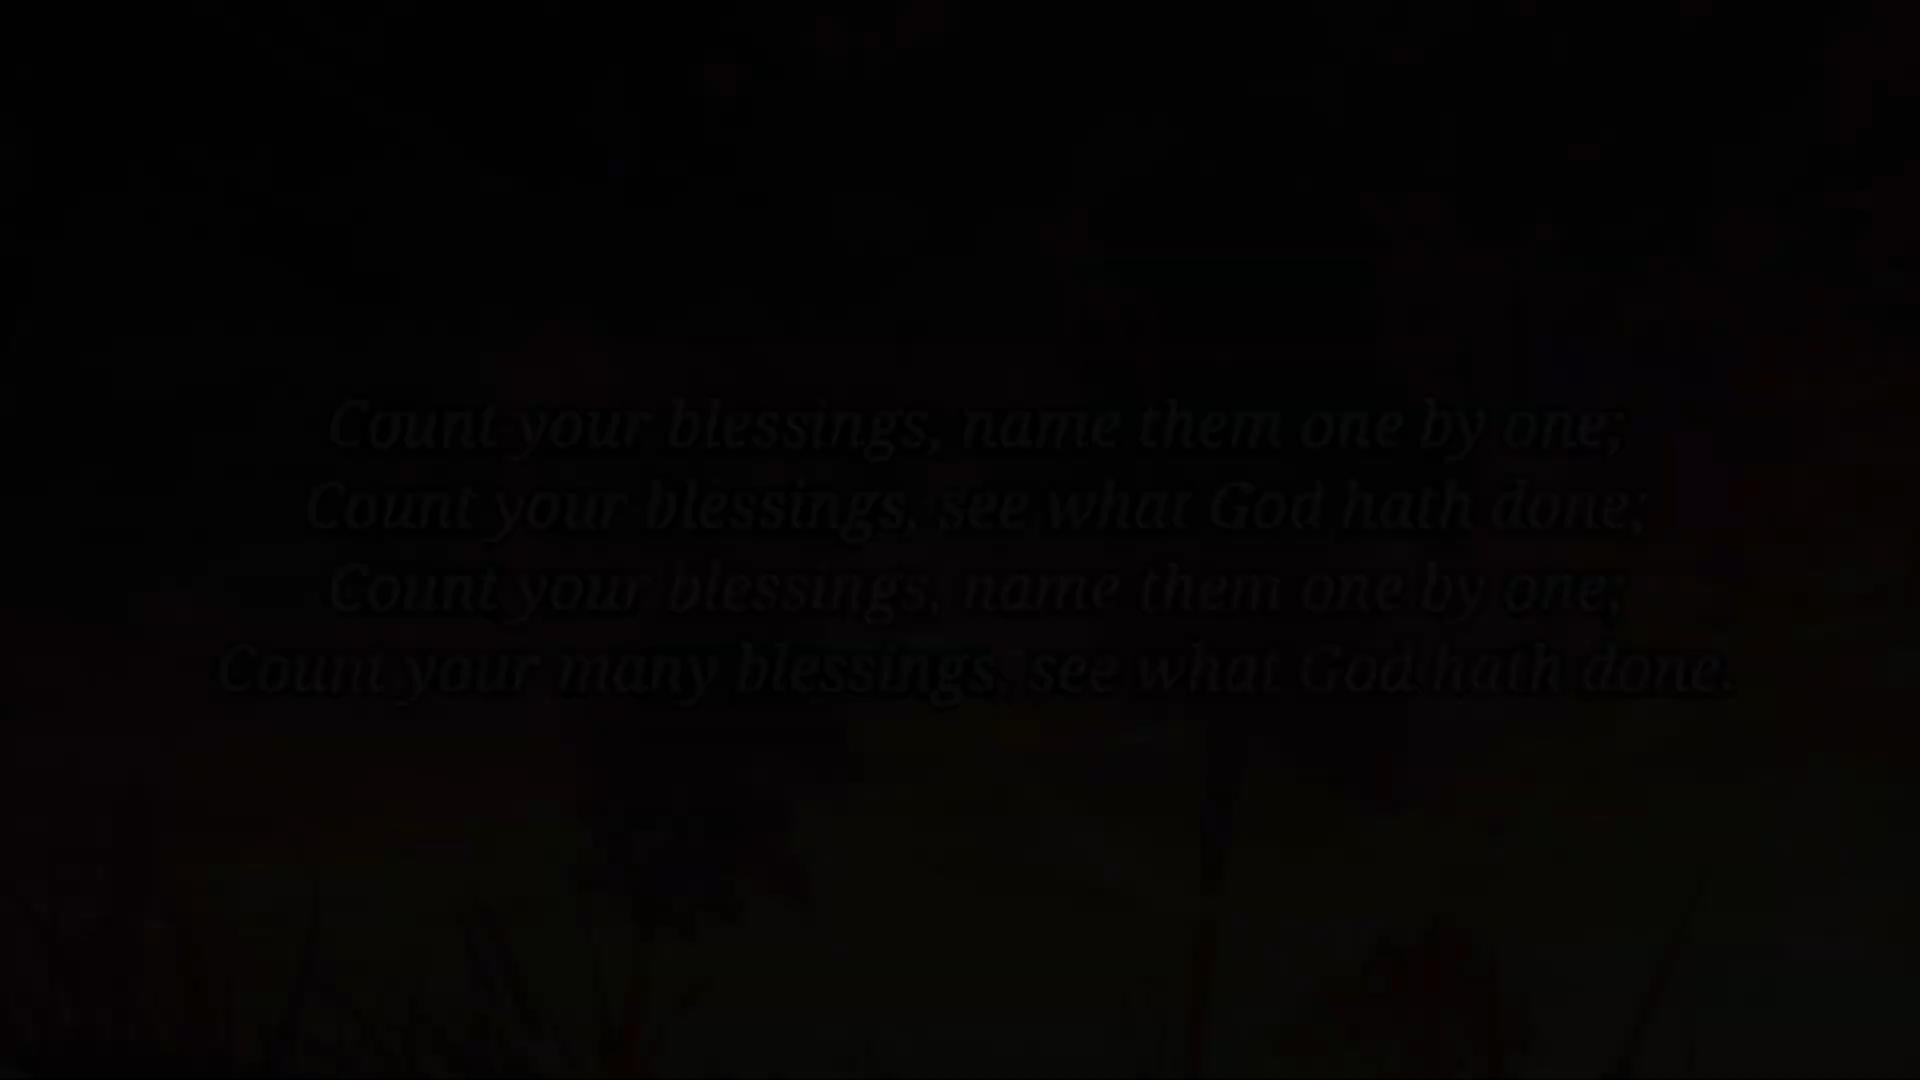 Count your blessings, name them one by one;
Count your blessings, see what God hath done;
Count your blessings, name them one by one;
Count your many blessings, see what God hath done.